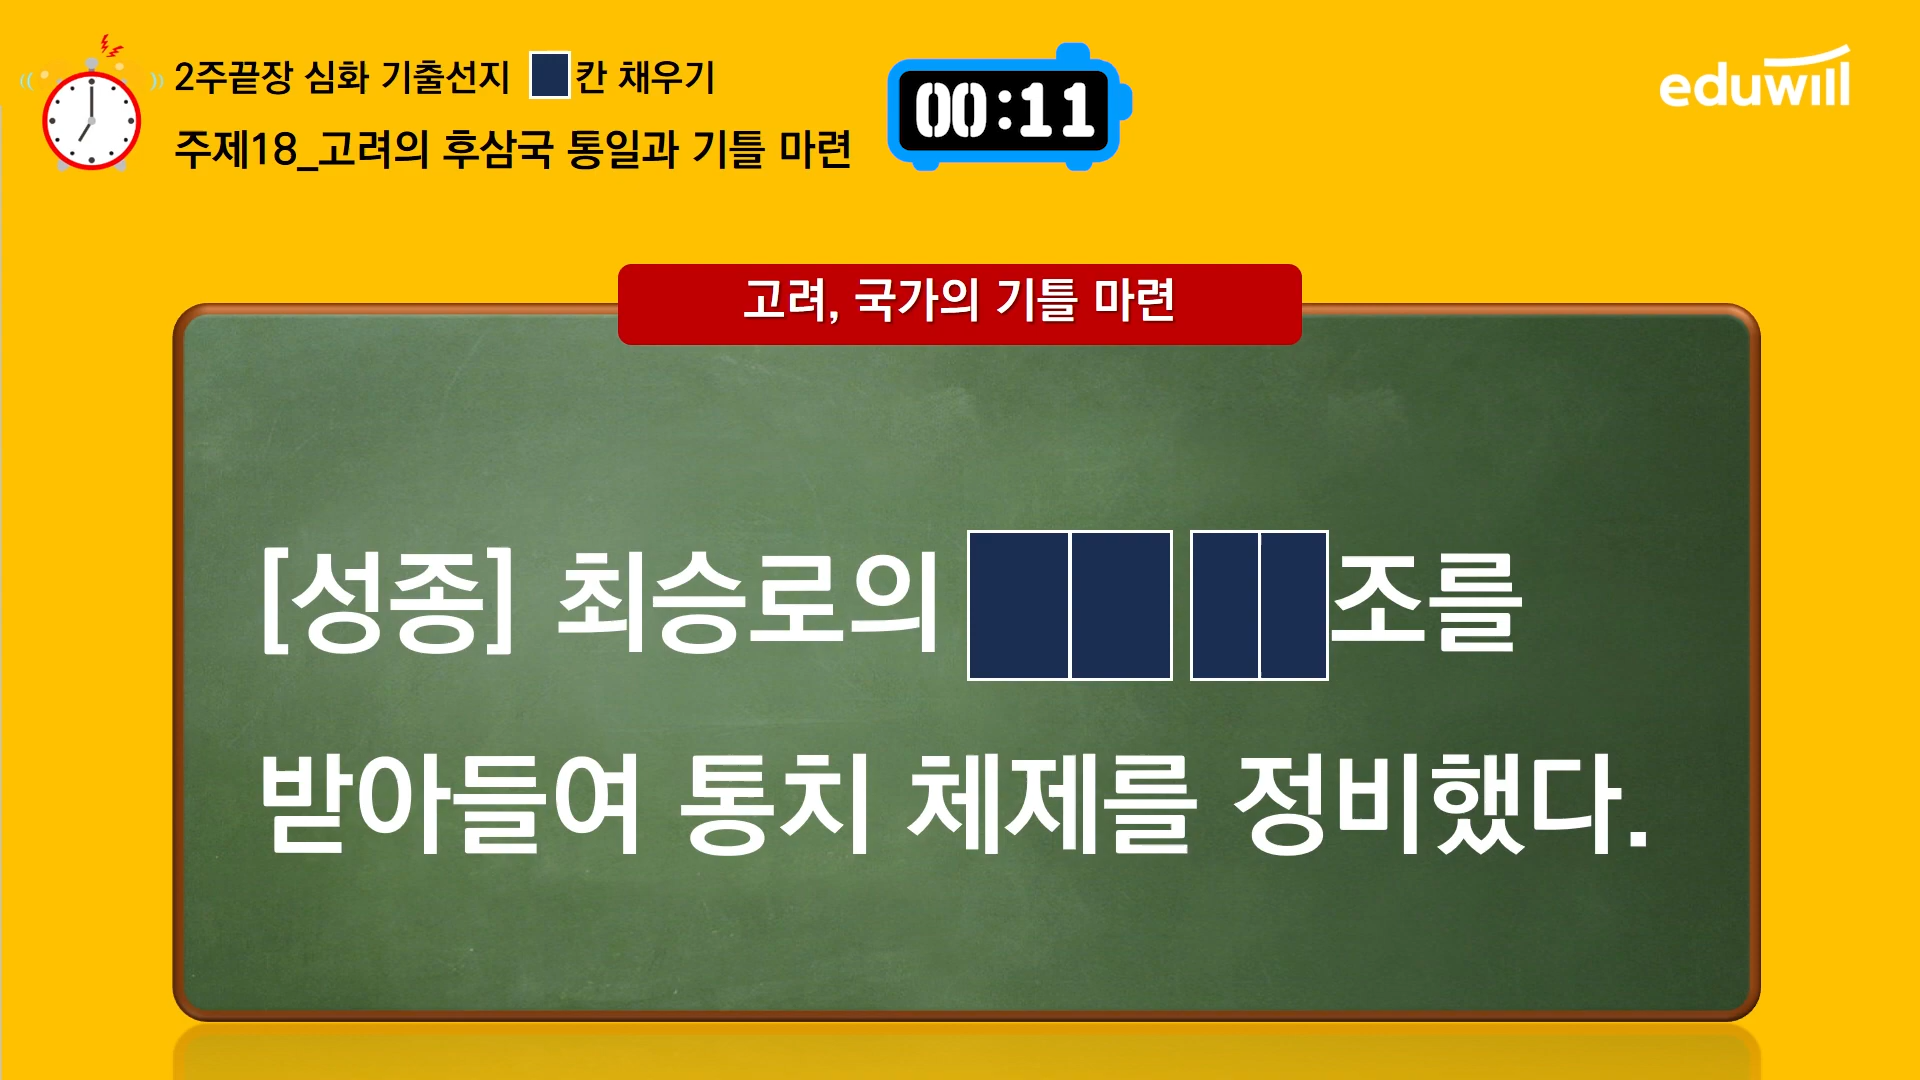 2주끝장 심화 기출선지 칸 채우기
주제18_고려의 후삼국 통일과 기틀 마련
00:11
eduwill
고려, 국가의 기틀 마련
[성종] 최승로의 조를
받아들여 통치 체제를 정비했다.